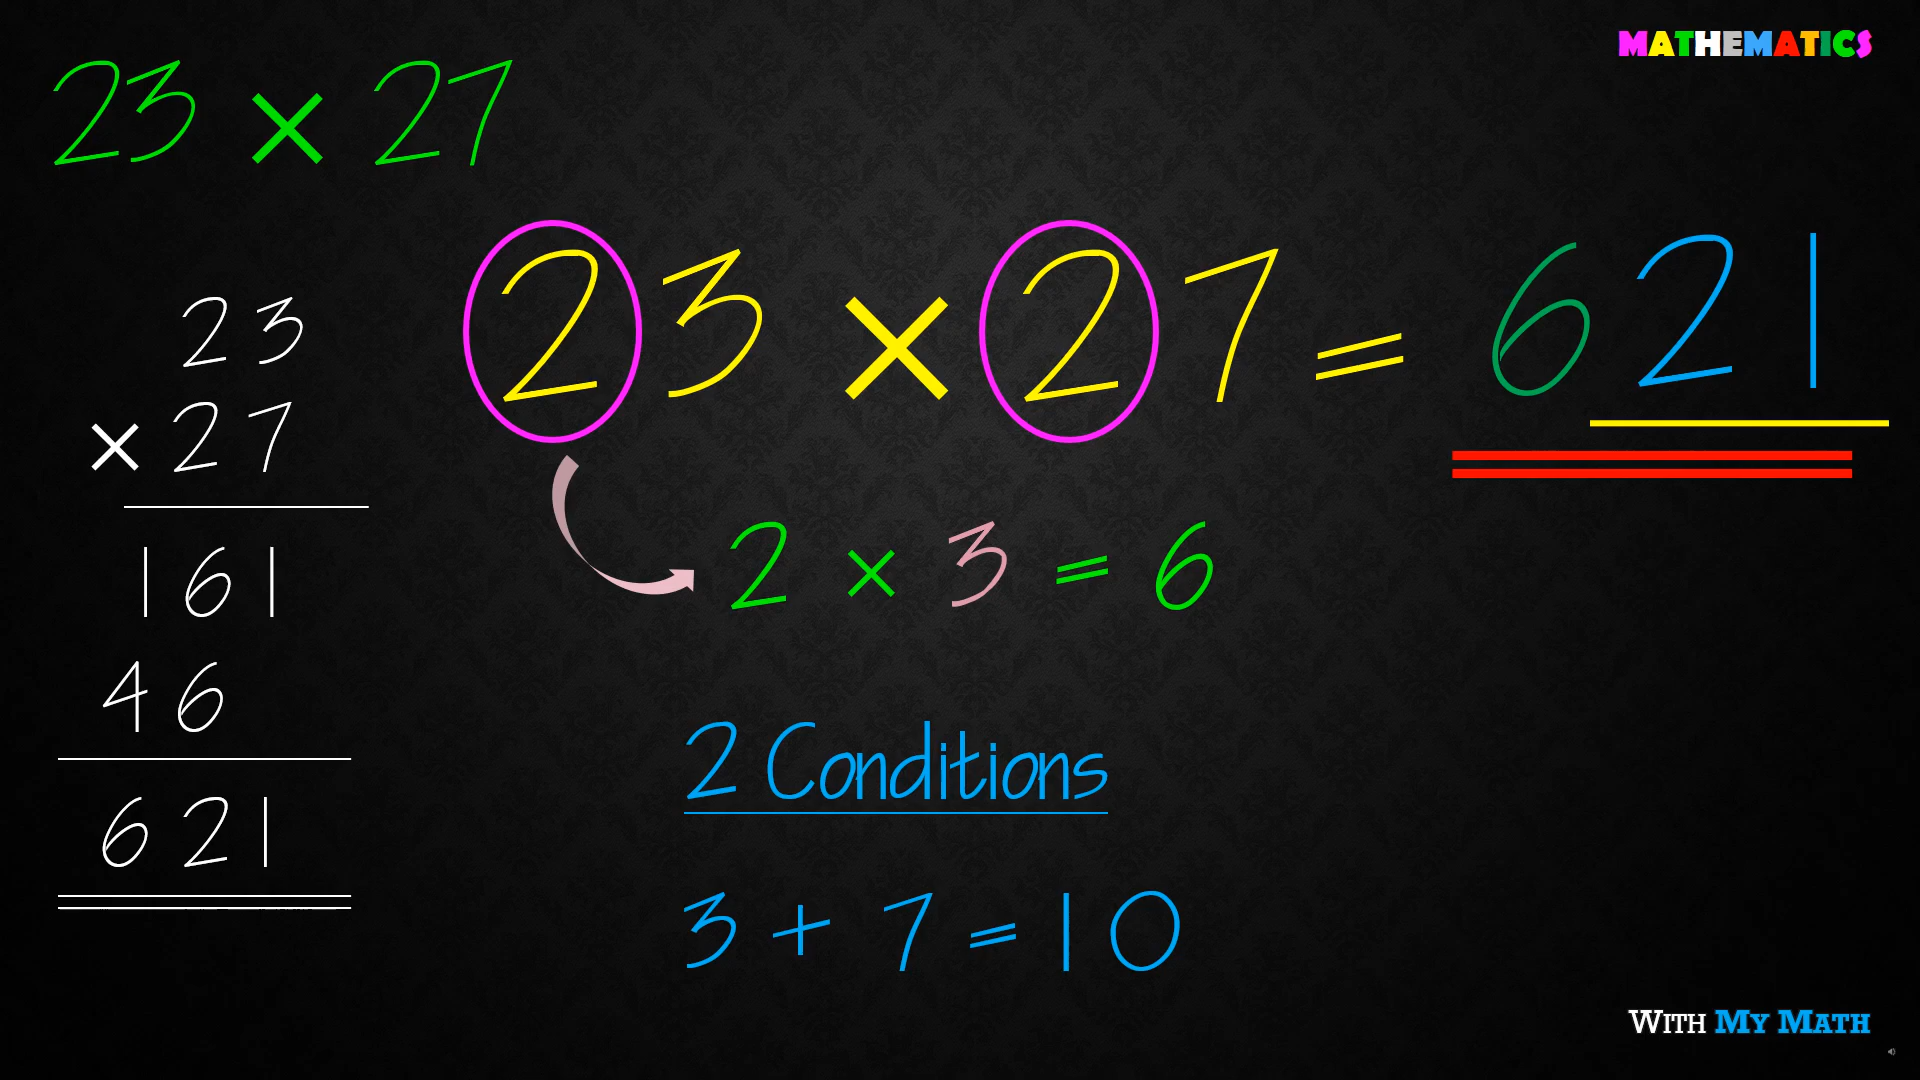 MATHEMATICS
23 × 27
23 × 27 = 621
23
× 27
161
46
621
2 × 3 = 6
2 Conditions
3 + 7 = 10
WITH MY MATH